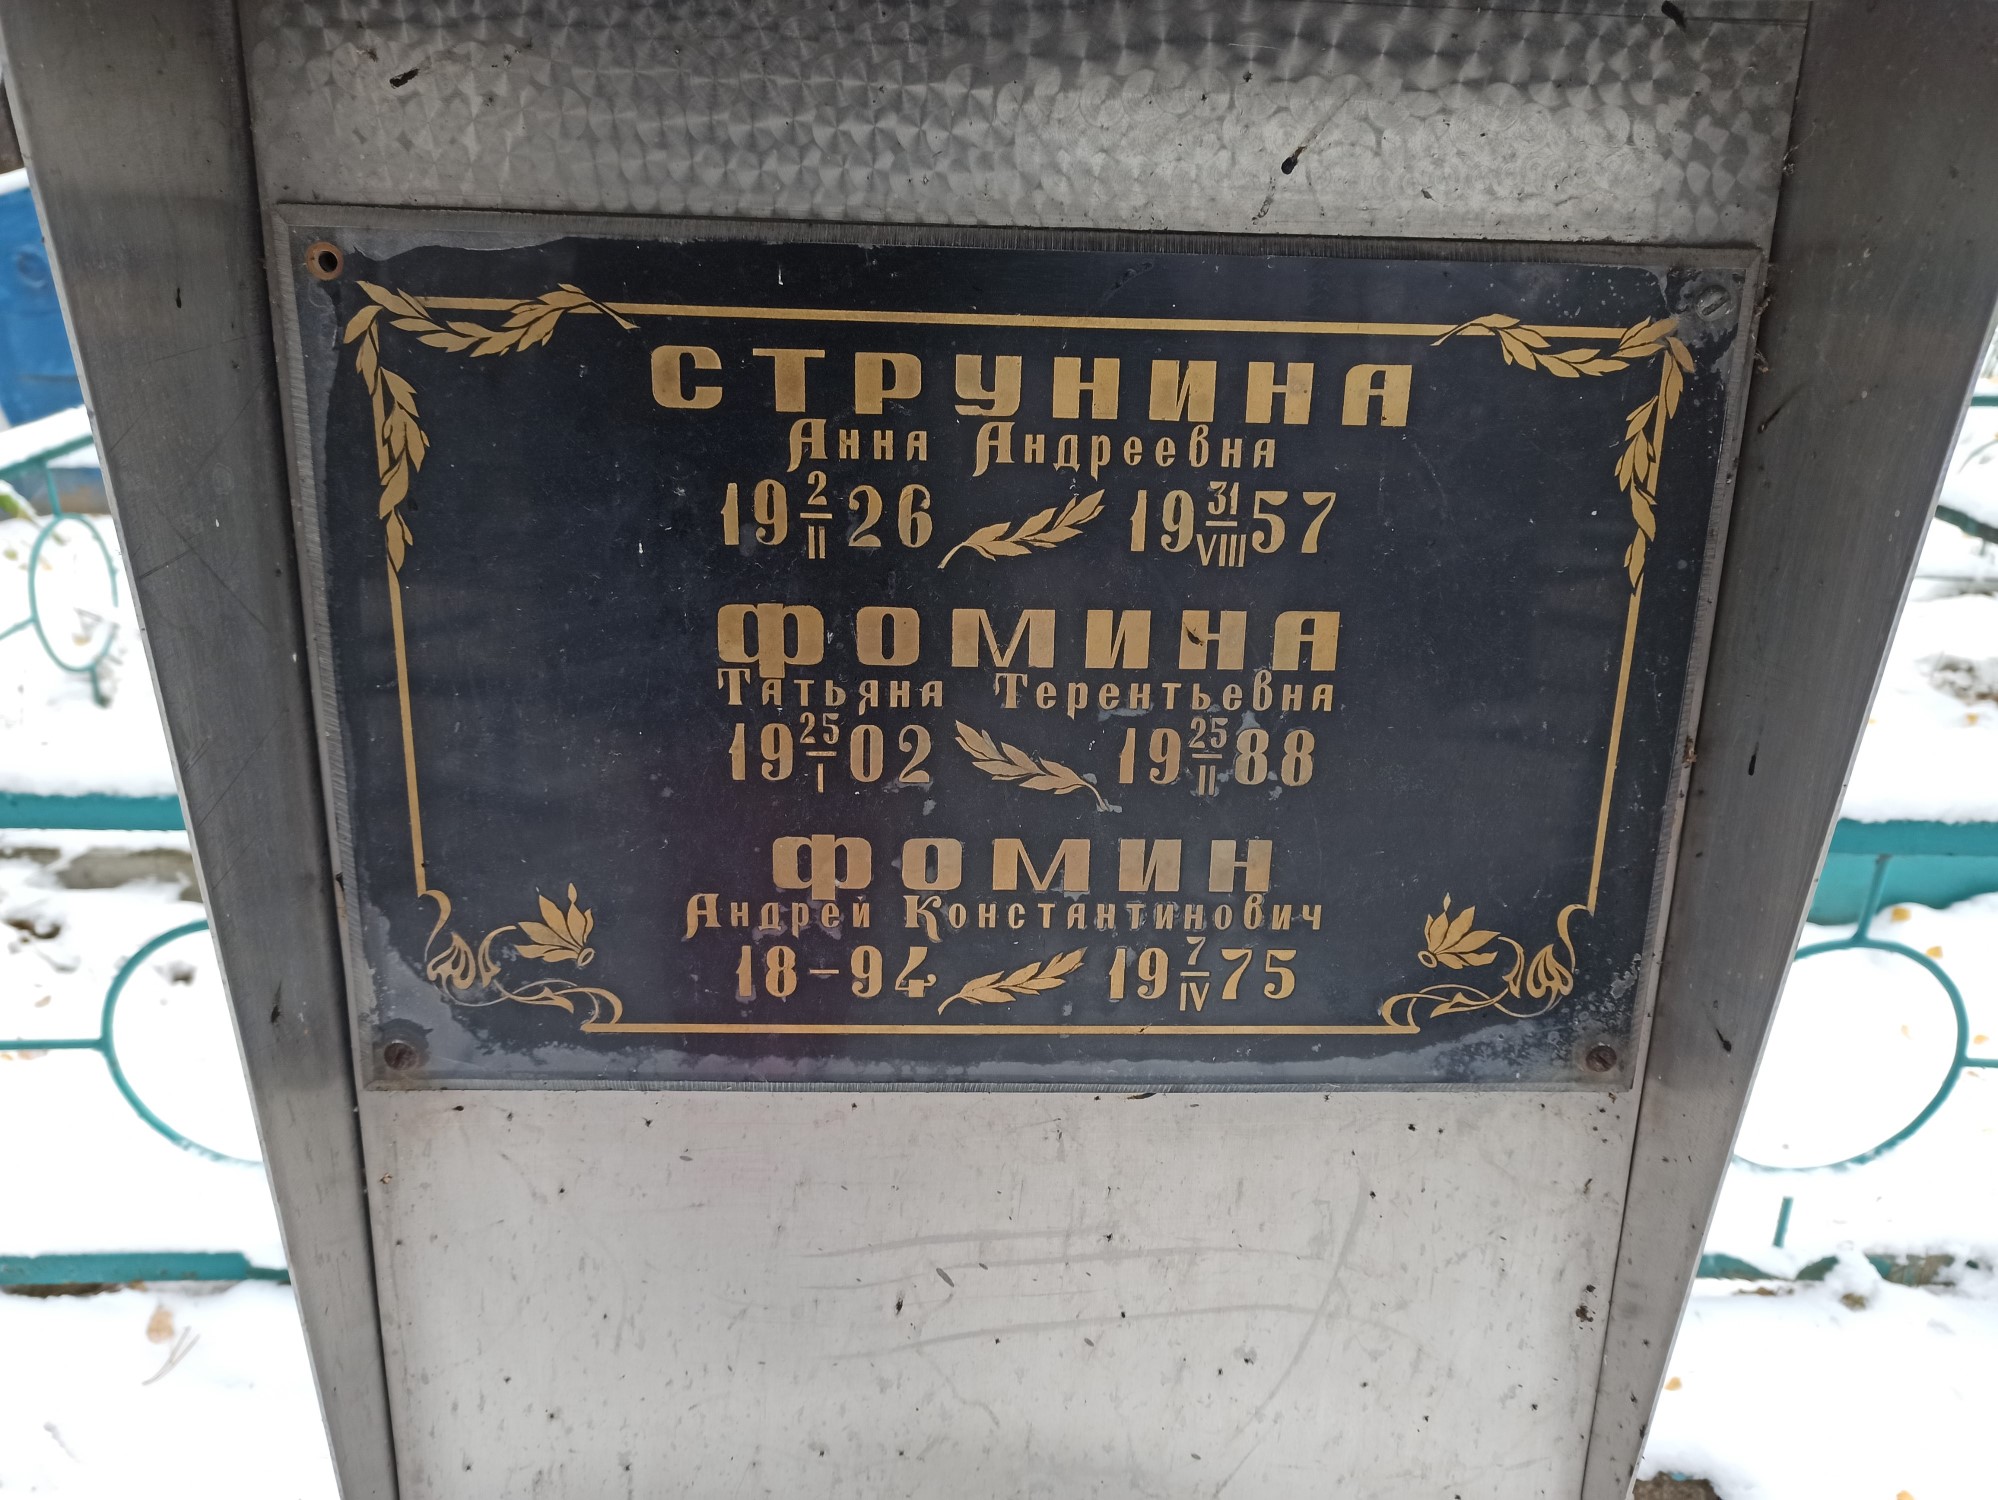 СТРУНИНА
Анна Андреевна
19 2/II 26 19 31/VIII 57
ФОМИНА
Татьяна Терентьевна
19 25/I 02 19 25/II 88
ФОМИН
Андрей Константинович
18–94 19 7/IV 75